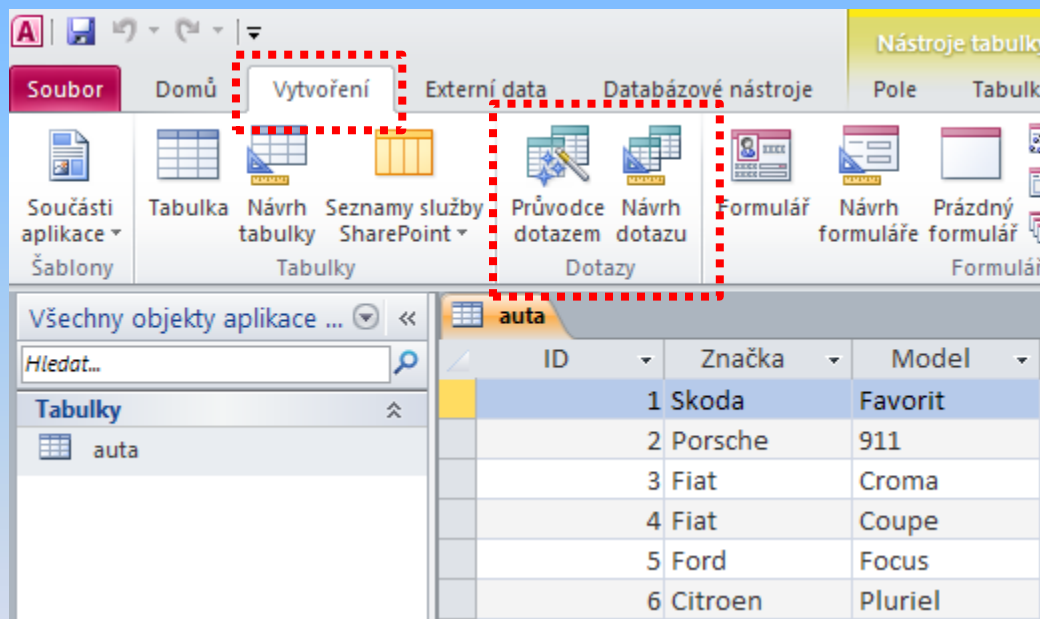 A
Nástroje tabulky
Soubor Domů Vytvoření Externí data Databázové nástroje Pole Tabulk
Součásti Tabulka Návrh Seznamy služby Průvodce Návrh Formulář Návrh Prázdný
aplikace tabulky SharePoint dotazem dotazu formuláře formulář
Šablony Tabulky Dotazy Formulář
Všechny objekty aplikace ... « auta
Hledat... ID Značka Model
Tabulky 1 Skoda Favorit
auta 2 Porsche 911
3 Fiat Croma
4 Fiat Coupe
5 Ford Focus
6 Citroen Pluriel